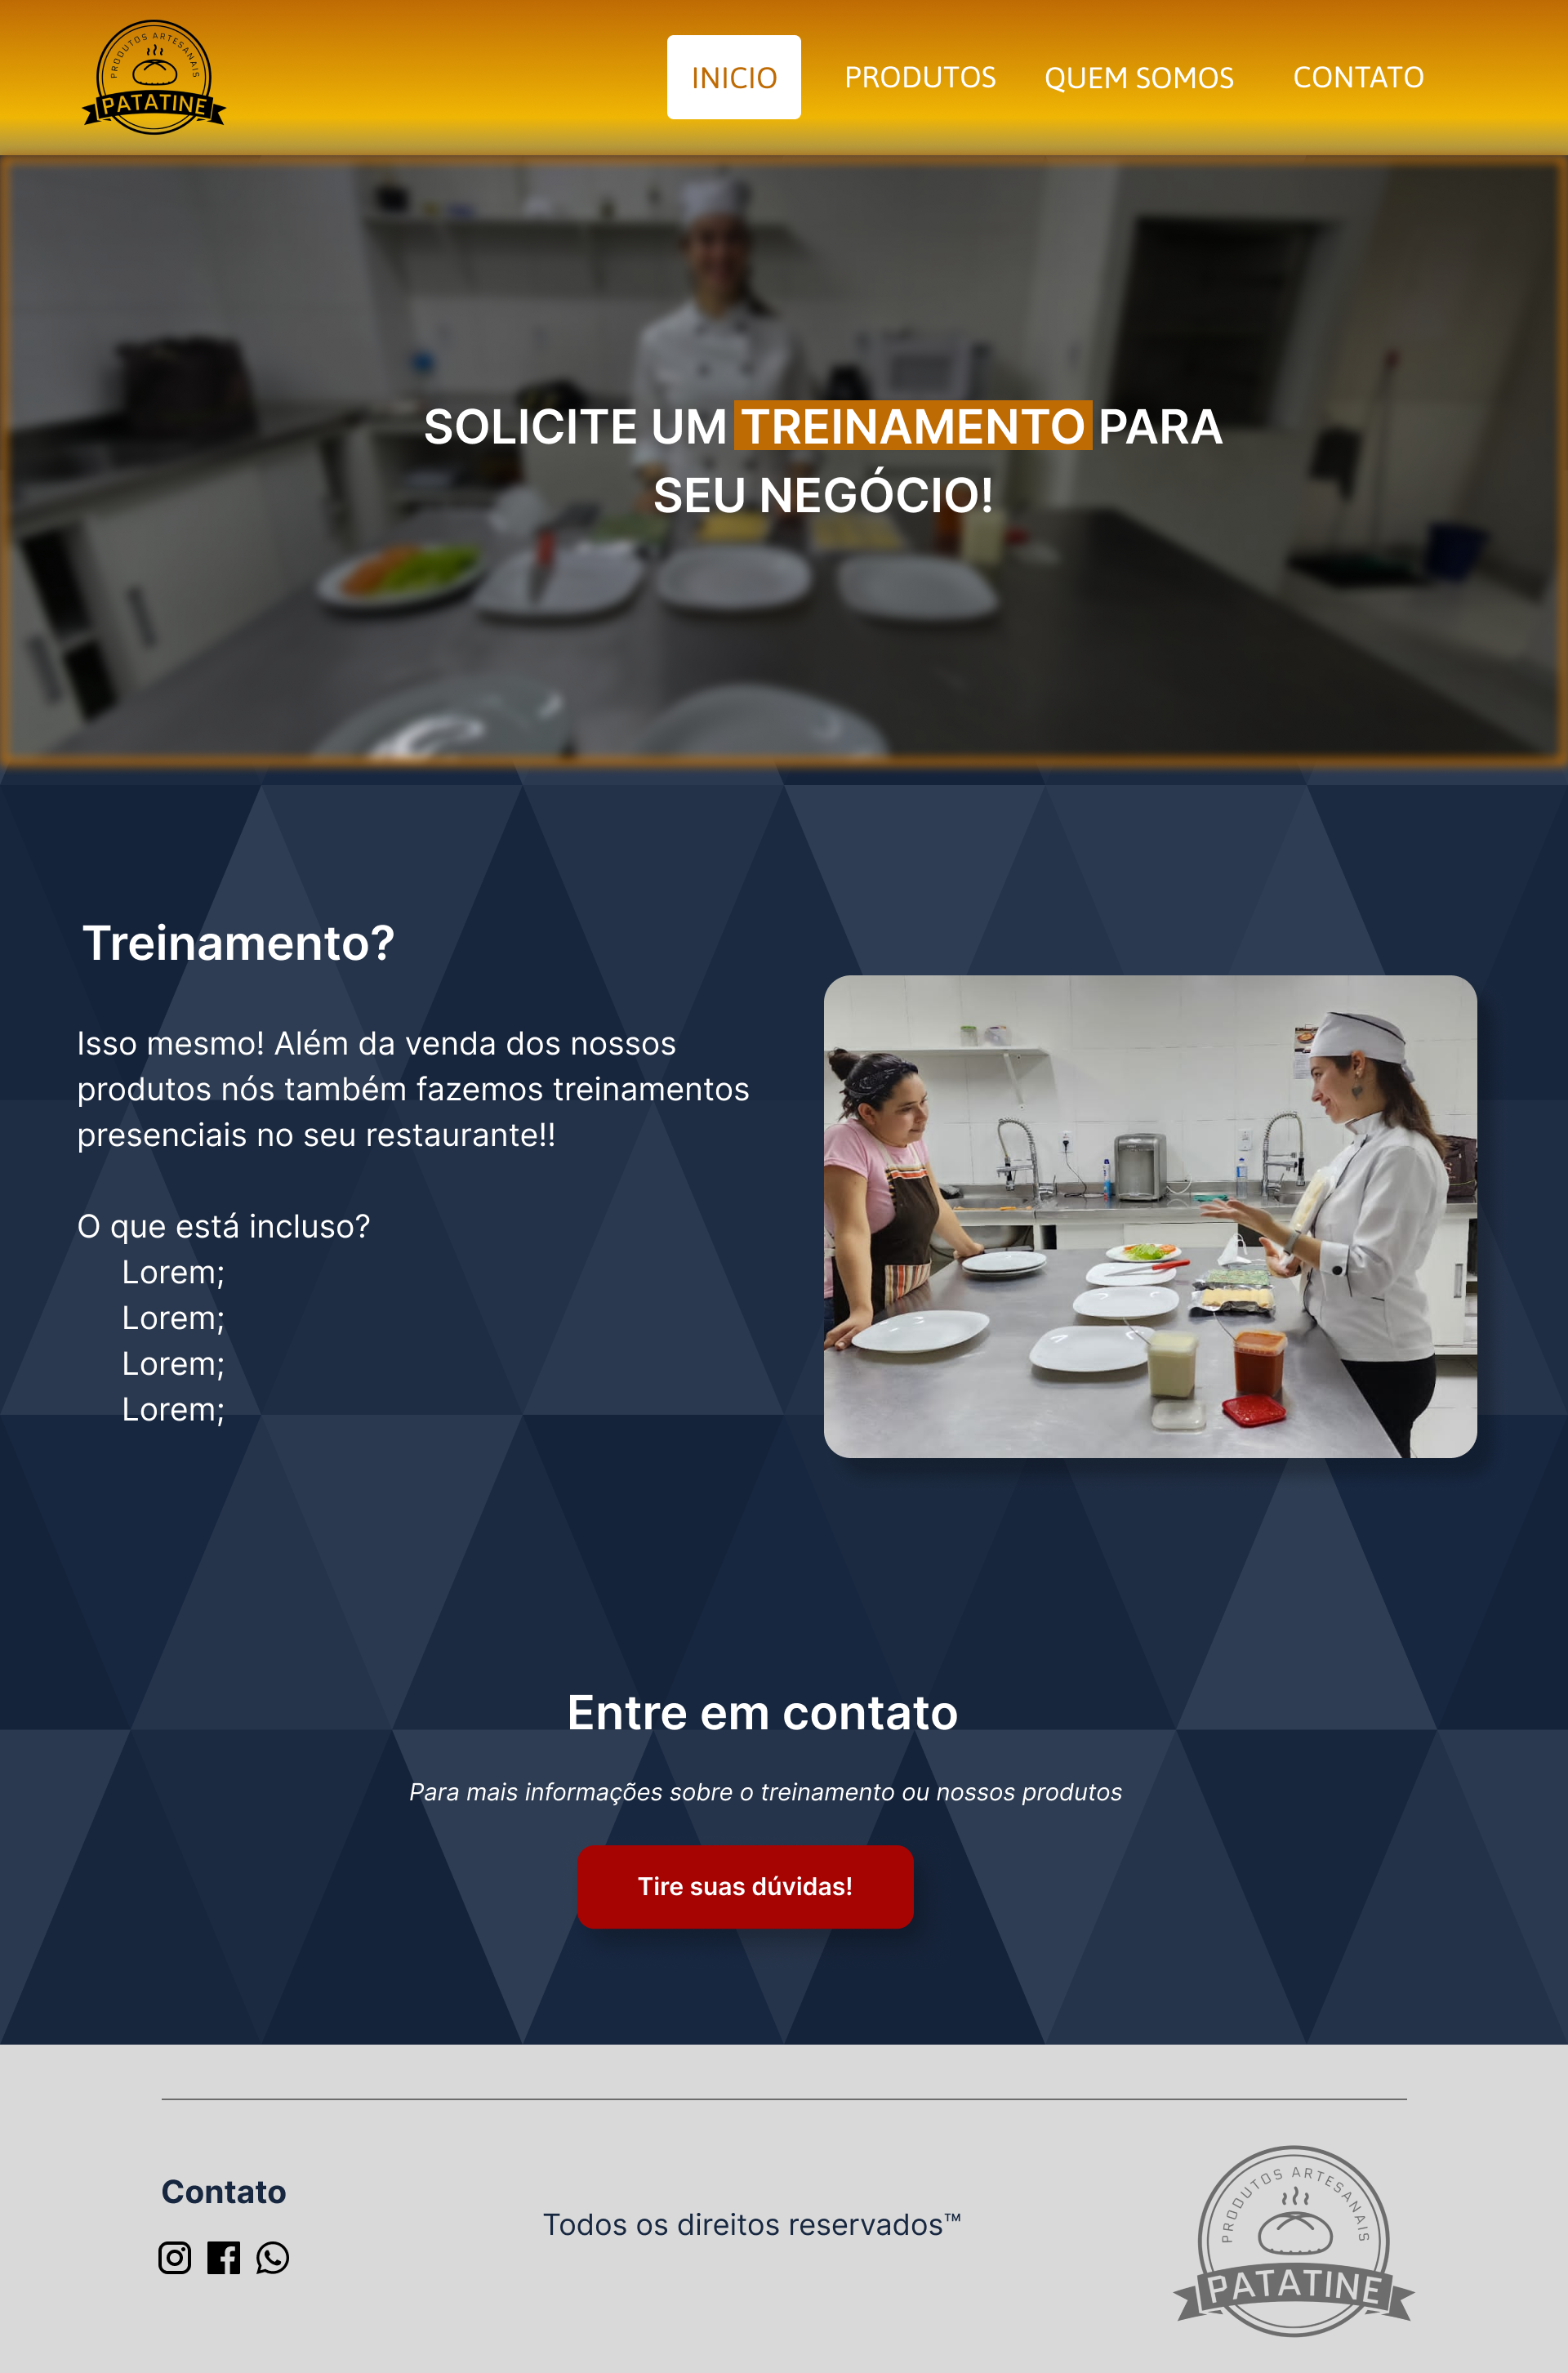 PRODUTOS ARTESANAIS
PATATINE
INICIO
PRODUTOS
QUEM SOMOS
CONTATO
SOLICITE UM TREINAMENTO PARA
SEU NEGÓCIO!
Treinamento?
Isso mesmo! Além da venda dos nossos
produtos nós também fazemos treinamentos
presenciais no seu restaurante!!
O que está incluso?
Lorem;
Lorem;
Lorem;
Lorem;
Entre em contato
Para mais informações sobre o treinamento ou nossos produtos
Tire suas dúvidas!
Contato
Todos os direitos reservados™
PRODUTOS ARTESANAIS
PATATINE